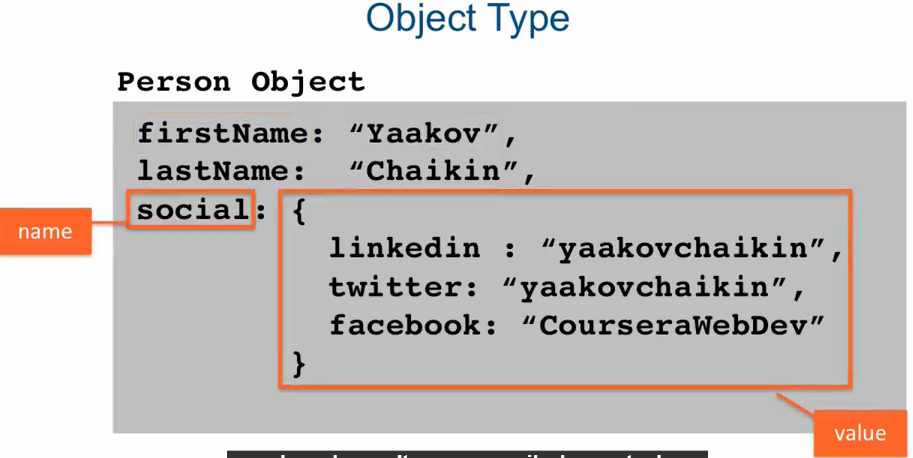 Object Type
Person Object
firstName: “Yaakov”,
lastName: “Chaikin”,
social: {
name
linkedin : “yaakovchaikin”,
twitter: “yaakovchaikin”,
facebook: “CourseraWebDev”
}
value